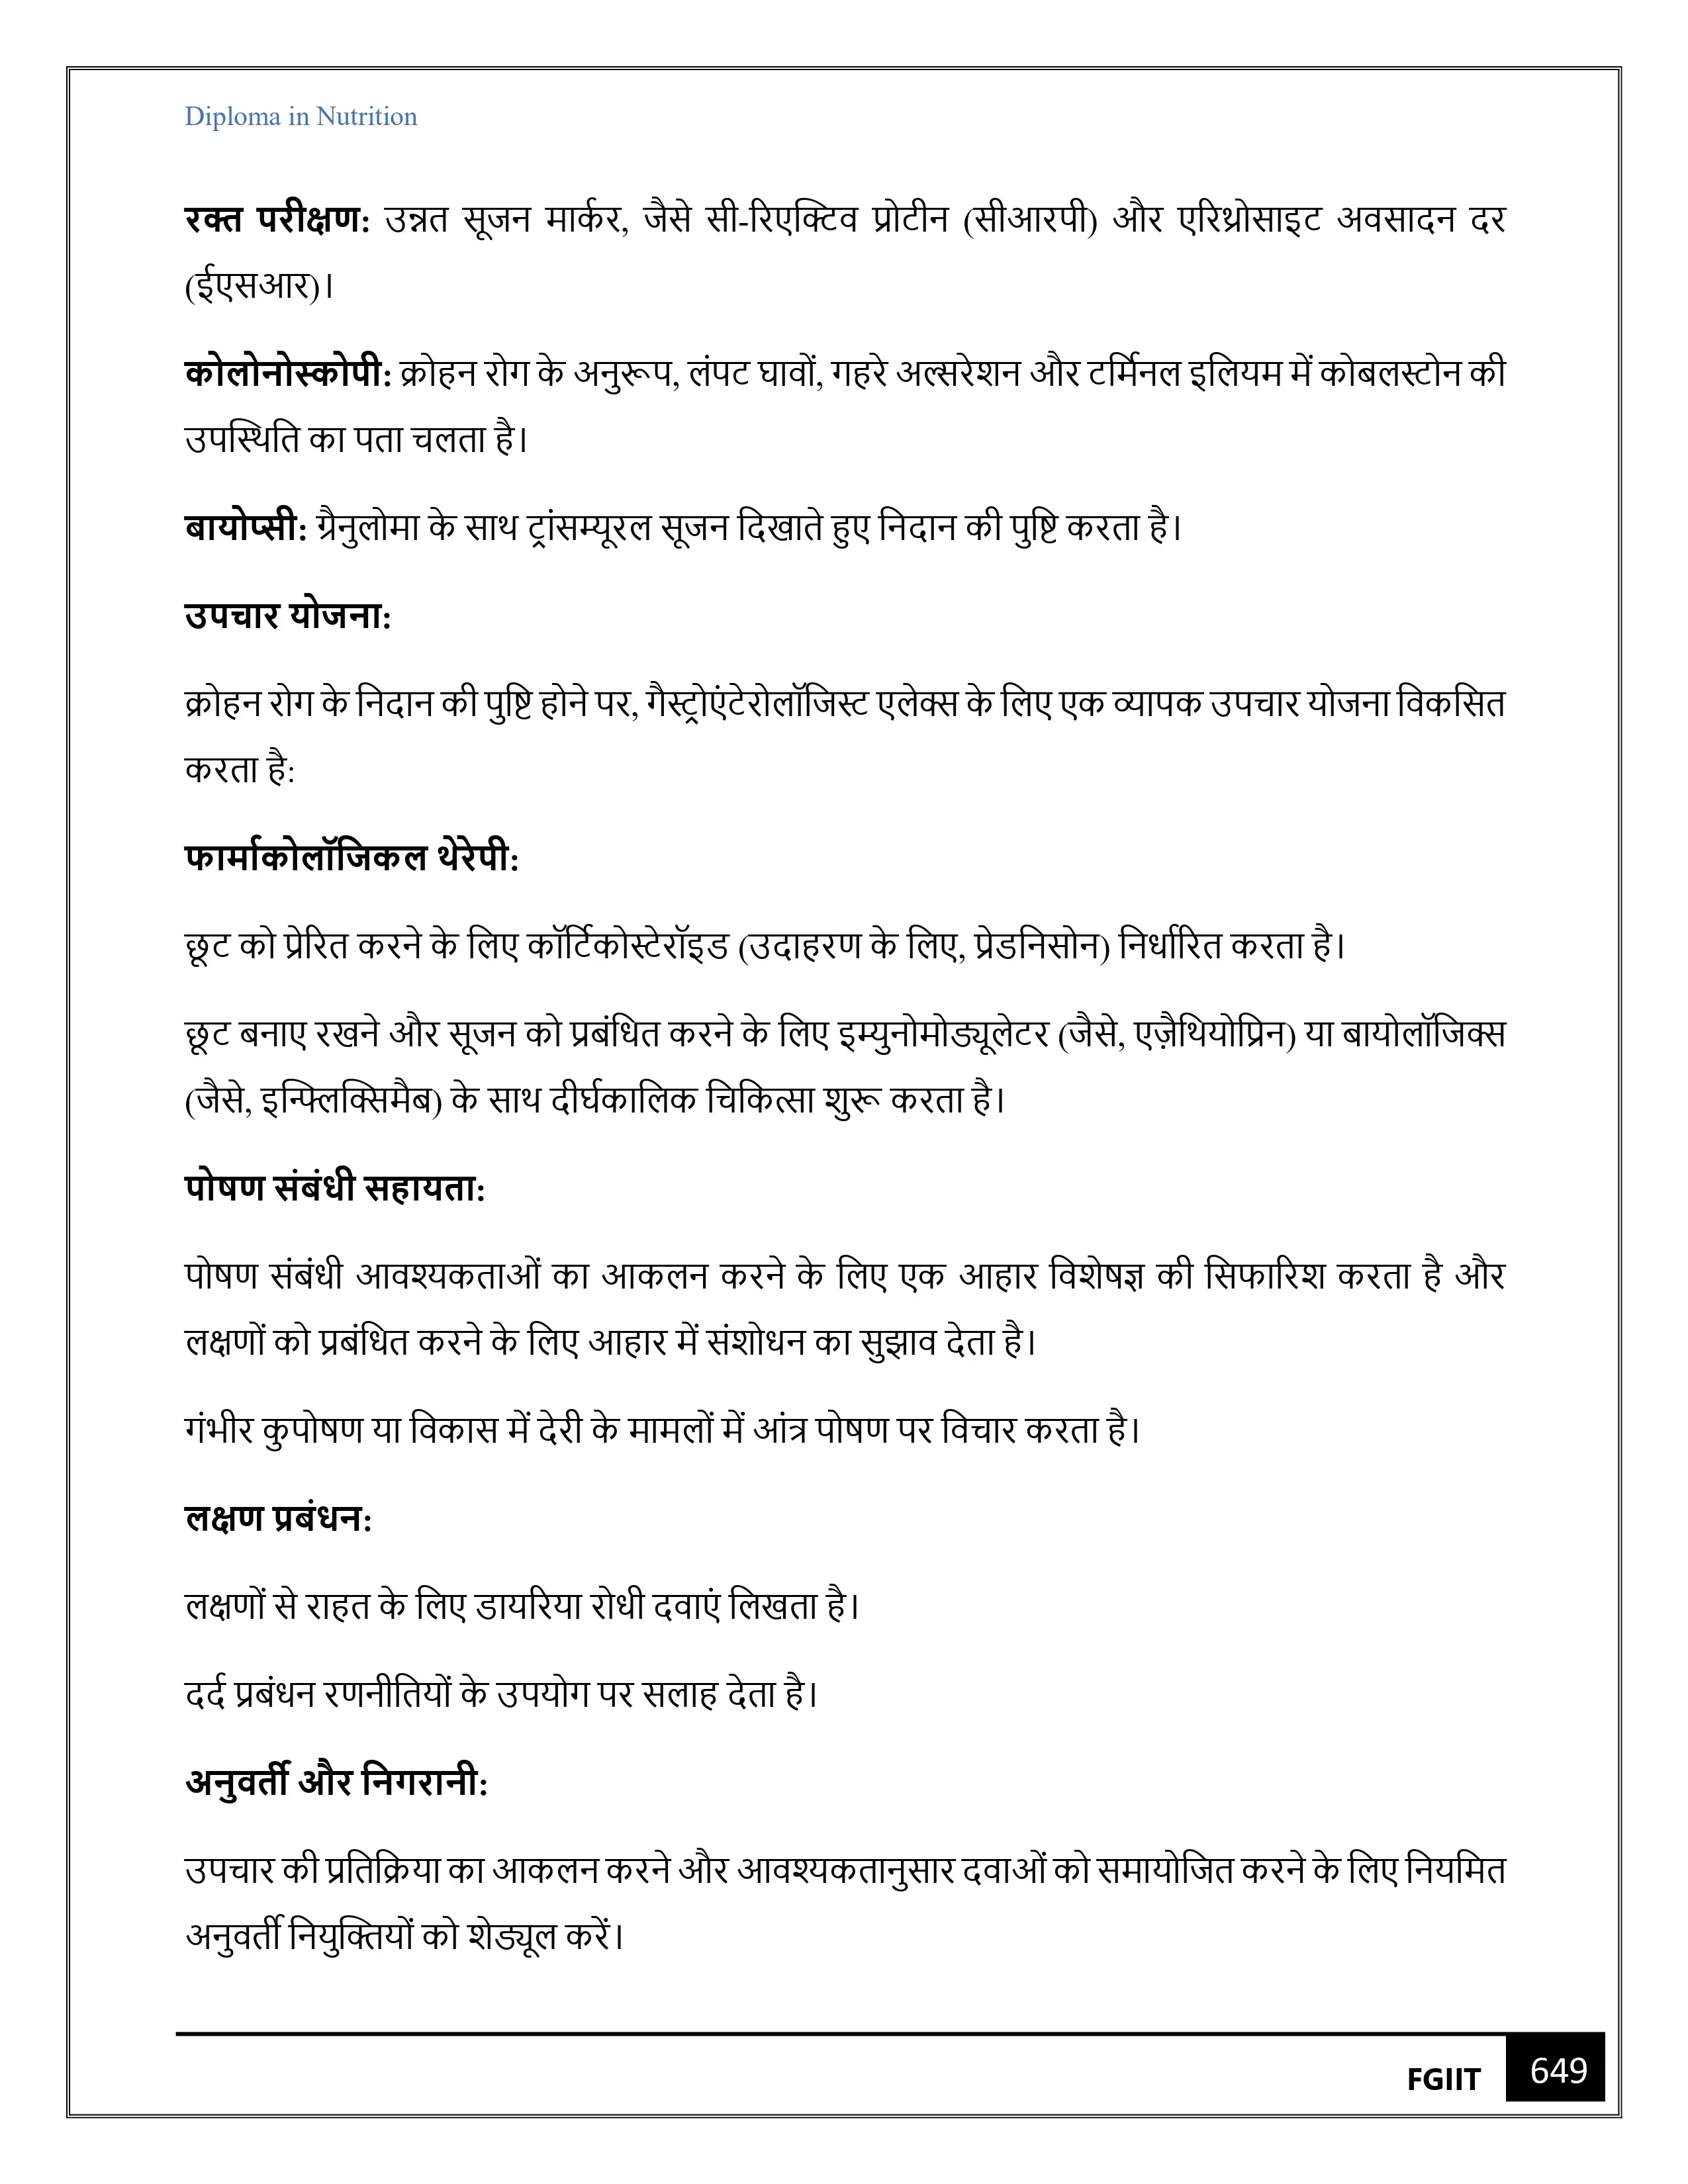 Diploma in Nutrition
रक्त परीक्षण: उन्नत सूजन मार्कर, जैसे सी-रिएक्टिव प्रोटीन (सीआरपी) और एरिथ्रोसाइट अवसादन दर
(ईएसआर)।
कोलोनोस्कोपी: क्रोहन रोग के अनुरूप, लंपट घावों, गहरे अल्सरेशन और टर्मिनल इलियम में कोबलस्टोन की
उपस्थिति का पता चलता है।
बायोप्सी: ग्रैनुलोमा के साथ ट्रांसम्यूरल सूजन दिखाते हुए निदान की पुष्टि करता है।
उपचार योजना:
क्रोहन रोग के निदान की पुष्टि होने पर, गैस्ट्रोएंटेरोलॉजिस्ट एलेक्स के लिए एक व्यापक उपचार योजना विकसित
करता है:
फार्माकोलॉजिकल थेरेपी:
छूट को प्रेरित करने के लिए कॉर्टिकोस्टेरॉइड (उदाहरण के लिए, प्रेडनिसोन) निर्धारित करता है।
छूट बनाए रखने और सूजन को प्रबंधित करने के लिए इम्युनोमोड्यूलेटर (जैसे, एज़ैथियोप्रिन) या बायोलॉजिक्स
(जैसे, इन्फ्लिक्सिमैब) के साथ दीर्घकालिक चिकित्सा शुरू करता है।
पोषण संबंधी सहायता:
पोषण संबंधी आवश्यकताओं का आकलन करने के लिए एक आहार विशेषज्ञ की सिफारिश करता है और
लक्षणों को प्रबंधित करने के लिए आहार में संशोधन का सुझाव देता है।
गंभीर कुपोषण या विकास में देरी के मामलों में आंत्र पोषण पर विचार करता है।
लक्षण प्रबंधन:
लक्षणों से राहत के लिए डायरिया रोधी दवाएं लिखता है।
दर्द प्रबंधन रणनीतियों के उपयोग पर सलाह देता है।
अनुवर्ती और निगरानी:
उपचार की प्रतिक्रिया का आकलन करने और आवश्यकतानुसार दवाओं को समायोजित करने के लिए नियमित
अनुवर्ती नियुक्तियों को शेड्यूल करें।
FGIIT 649